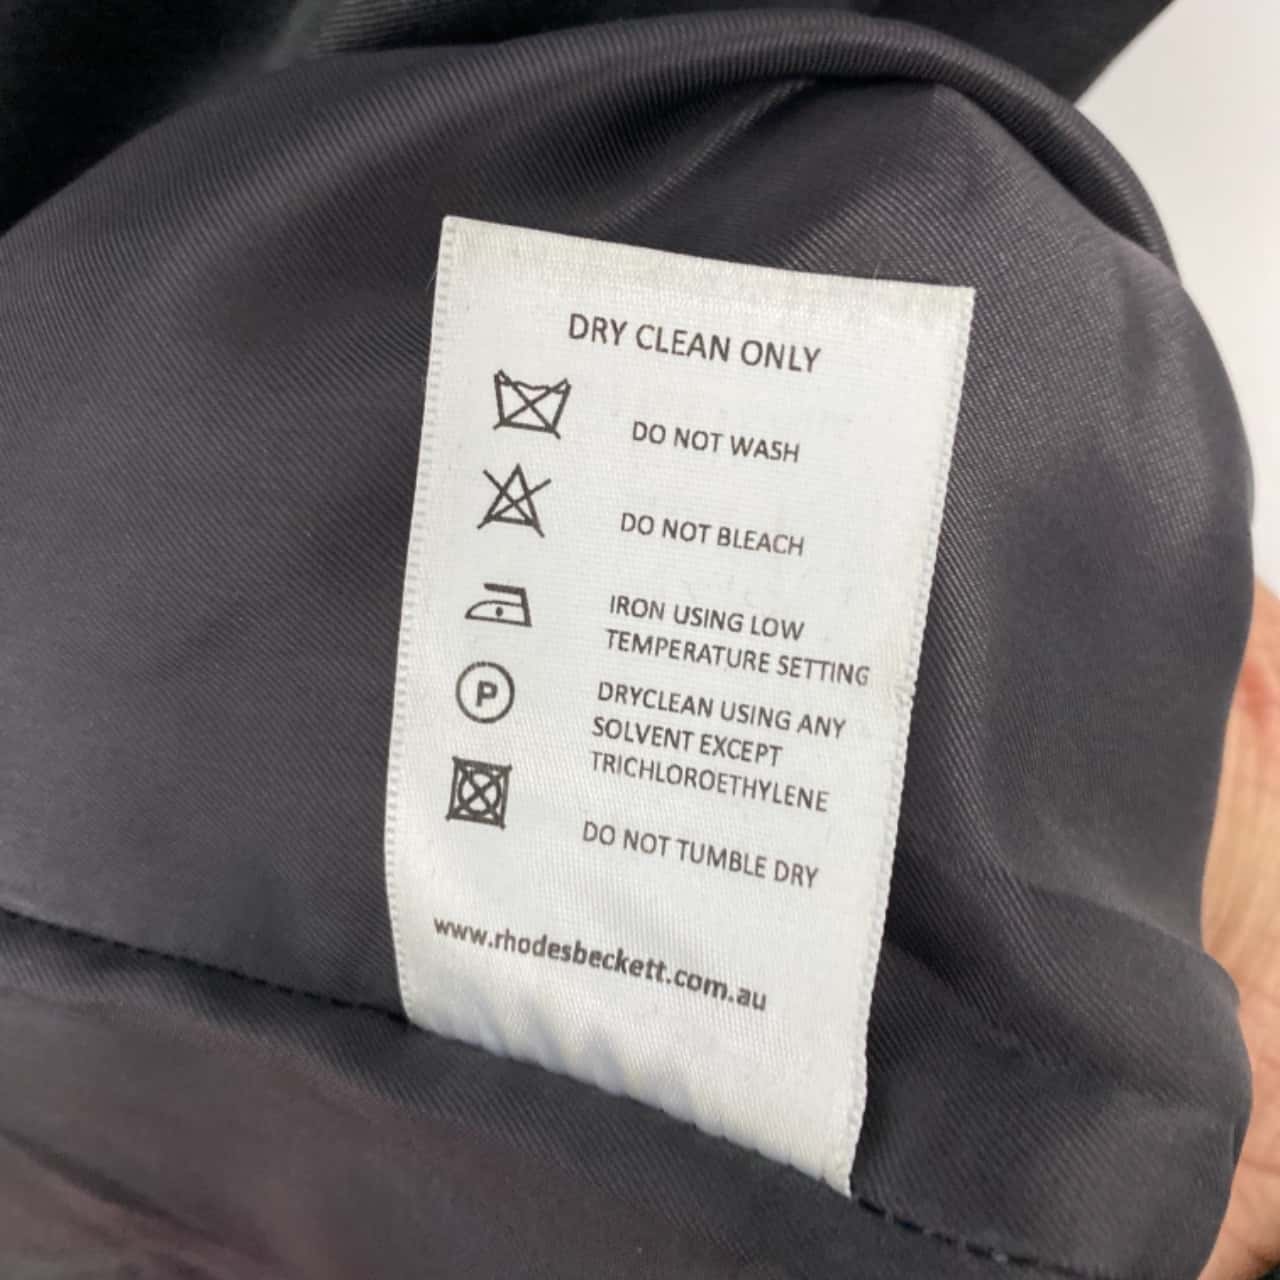 DRY CLEAN ONLY
DO NOT WASH
DO NOT BLEACH
IRON USING LOW
TEMPERATURE SETTING
P
DRYCLEAN USING ANY
SOLVENT EXCEPT
TRICHLOROETHYLENE
DO NOT TUMBLE DRY
www.rhodesbeckett.com.au